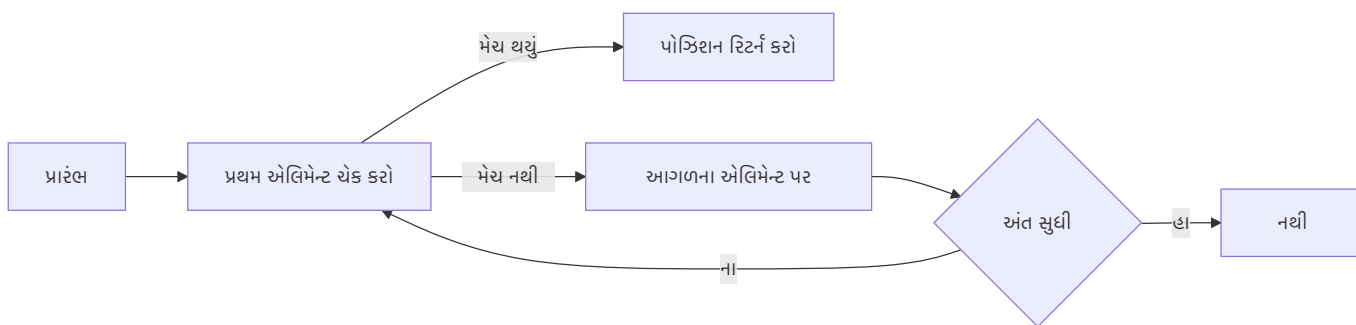 મેચ થયું
પોઝિશન રિટર્ન કરો
પ્રારંભ
પ્રથમ એલિમેન્ટ ચેક કરો
મેચ નથી
આગળના એલિમેન્ટ પર
અંત સુધી
હા
નથી
ના